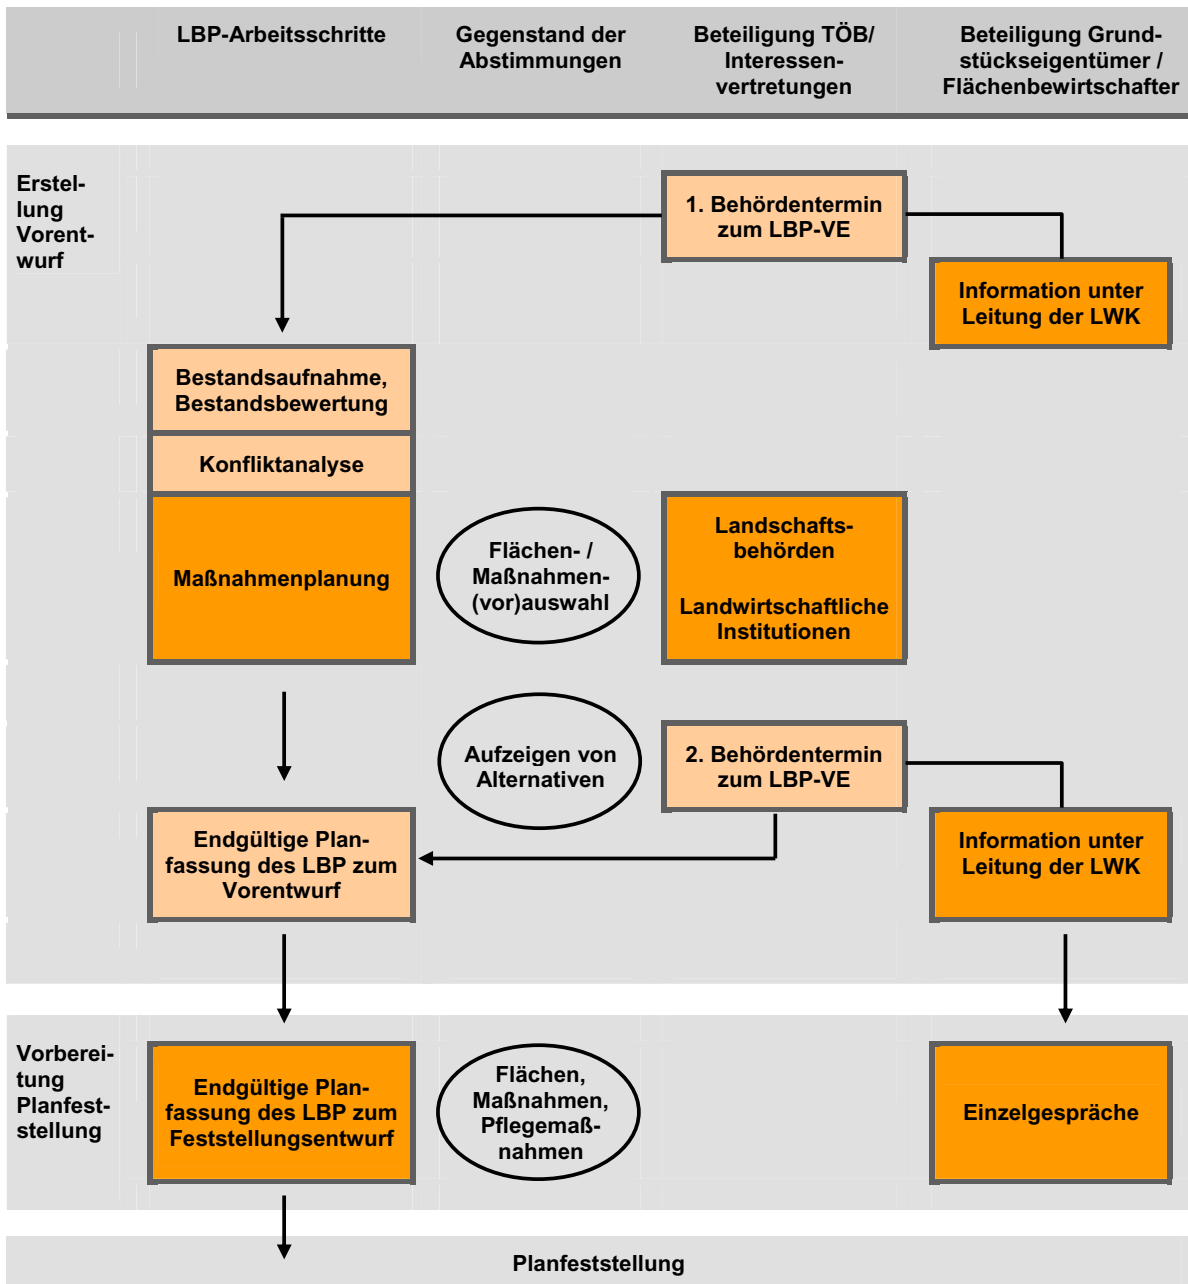 LBP-Arbeitsschritte
Gegenstand der
Abstimmungen
Beteiligung TÖB/
Interessen-
vertretungen
Beteiligung Grund-
stückseigentümer /
Flächenbewirtschafter
Erstel-
lung
Vorent-
wurf
1. Behördentermin
zum LBP-VE
Information unter
Leitung der LWK
Bestandsaufnahme,
Bestandsbewertung
Konfliktanalyse
Maßnahmenplanung
Flächen- /
Maßnahmen-
(vor)auswahl
Landschafts-
behörden
Landwirtschaftliche
Institutionen
Aufzeigen von
Alternativen
2. Behördentermin
zum LBP-VE
Endgültige Plan-
fassung des LBP zum
Vorentwurf
Information unter
Leitung der LWK
Vorberei-
tung
Planfest-
stellung
Endgültige Plan-
fassung des LBP zum
Feststellungsentwurf
Flächen,
Maßnahmen,
Pflegemaß-
nahmen
Einzelgespräche
Planfeststellung